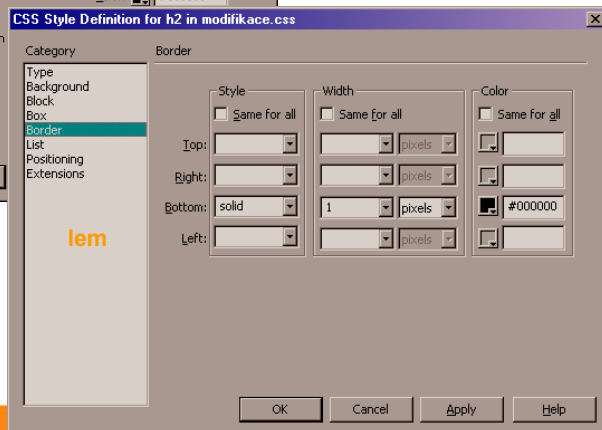 CSS Style Definition for h2 in modifikace.css
Category
Border
Type
Background
Block
Box
Border
List
Positioning
Extensions
lem
Style
Width
Color
Same for all
Same for all
Same for all
Top:
pixels
Right:
pixels
Bottom: solid 1 pixels #000000
Left:
pixels
OK Cancel Apply Help